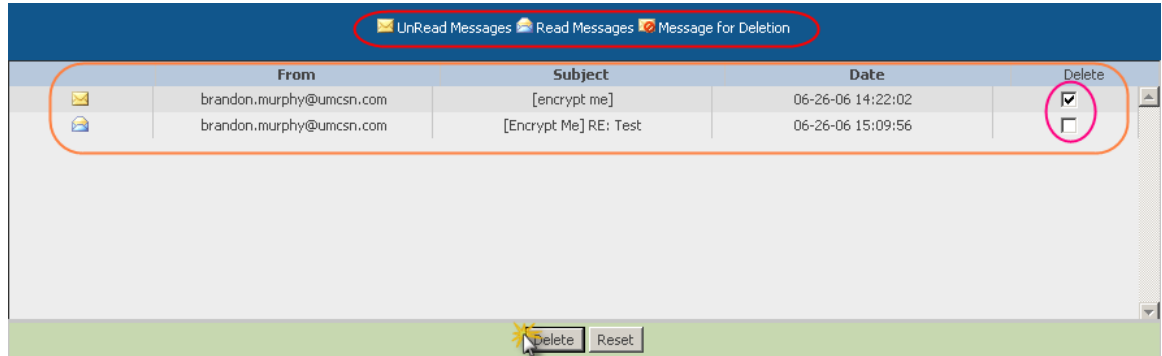 UnRead Messages Read Messages Message for Deletion
From Subject Date Delete
brandon.murphy@umcsn.com [encrypt me] 06-26-06 14:22:02
brandon.murphy@umcsn.com [Encrypt Me] RE: Test 06-26-06 15:09:56
Delete Reset